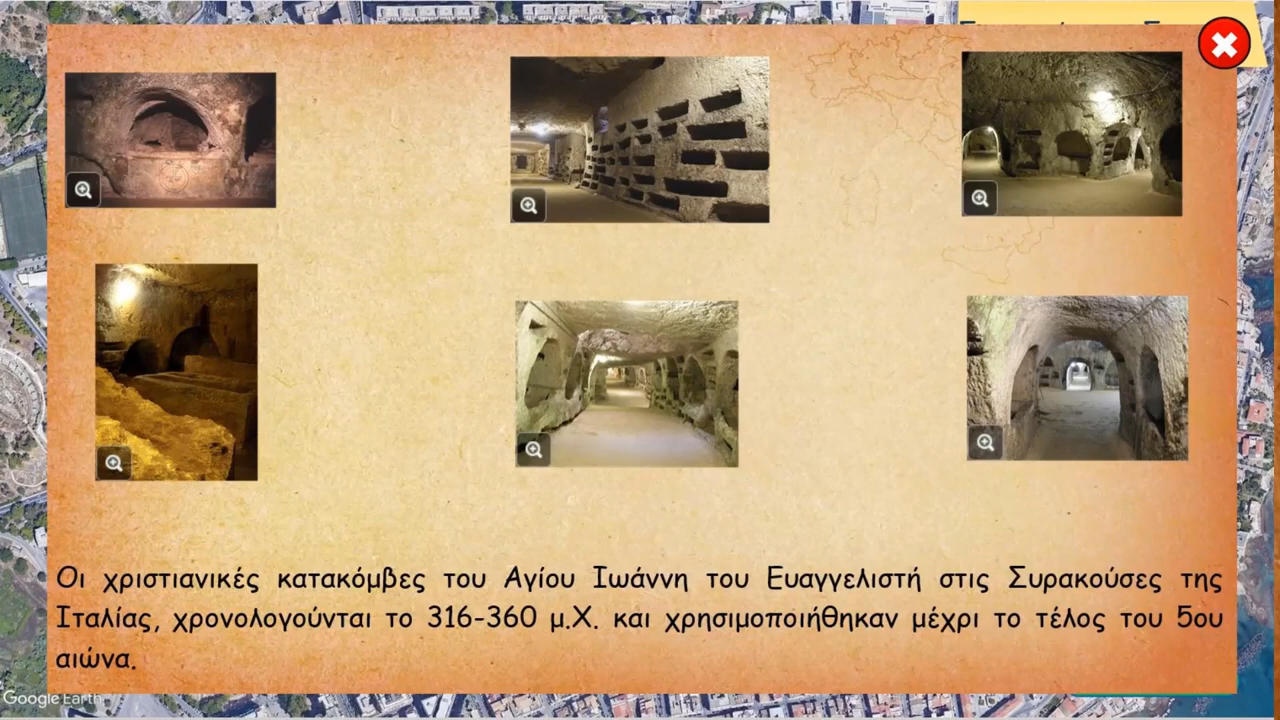 Οι χριστιανικές κατακόμβες του Αγίου Ιωάννη του Ευαγγελιστή στις Συρακούσες της
Ιταλίας, χρονολογούνται το 316-360 μ.Χ. και χρησιμοποιήθηκαν μέχρι το τέλος του 5ου
αιώνα.
Google Earth